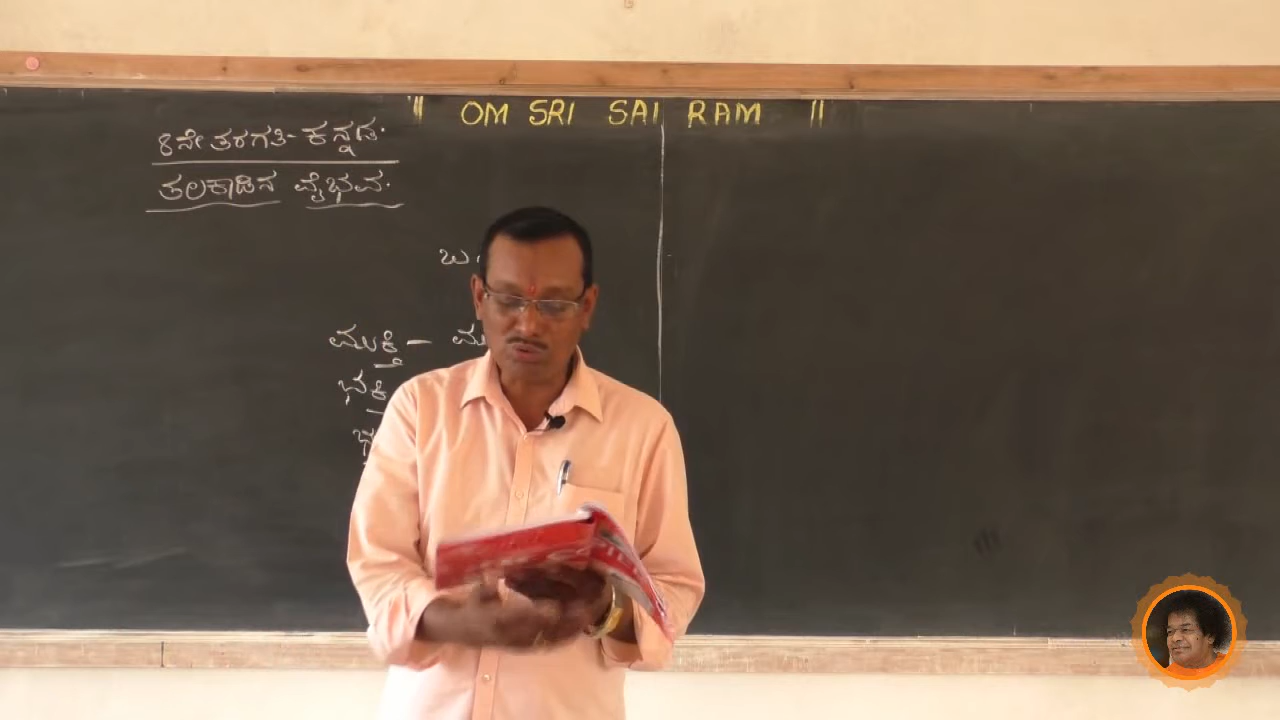 ॥ OM SRI SAI RAM ॥
8ನೇ ತರಗತಿ- ಕನ್ನಡ.
ತಲಕಾಡಿನ ವೈಭವ.
ಮುಕ್ತಿ –